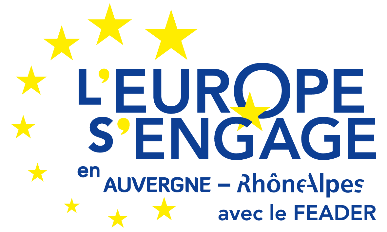 L'EUROPE
S'ENGAGE
en
AUVERGNE – RhôneAlpes
avec le FEADER